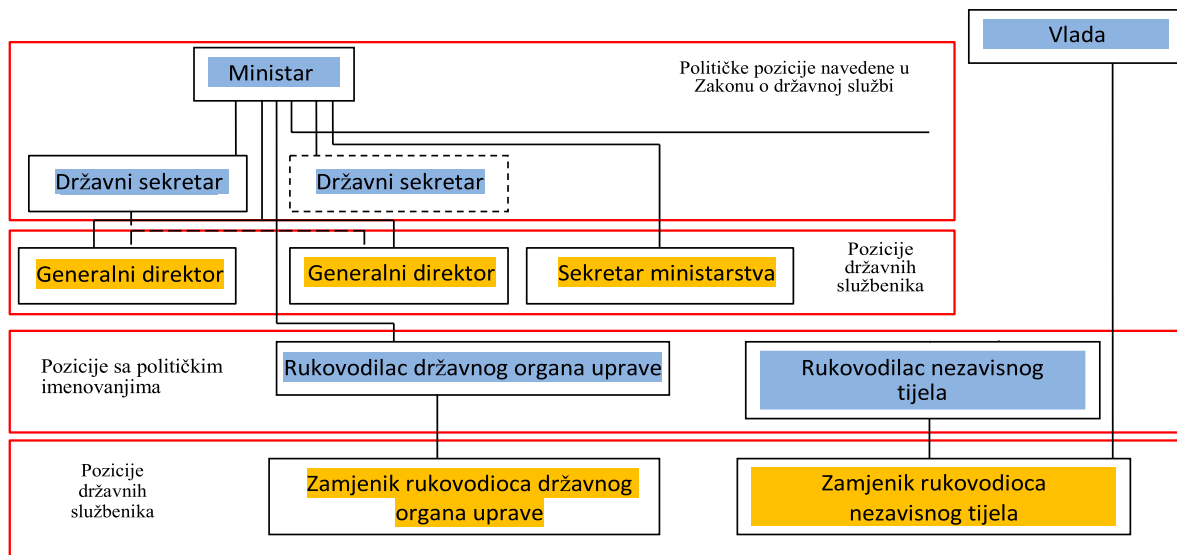 Vlada
Ministar
Političke pozicije navedene u
Zakonu o državnoj službi
Državni sekretar
Državni sekretar
Generalni direktor
Generalni direktor
Sekretar ministarstva
Pozicije
državnih
službenika
Pozicije sa političkim
imenovanjima
Rukovodilac državnog organa uprave
Rukovodilac nezavisnog
tijela
Pozicije
državnih
službenika
Zamjenik rukovodioca državnog
organa uprave
Zamjenik rukovodioca
nezavisnog tijela